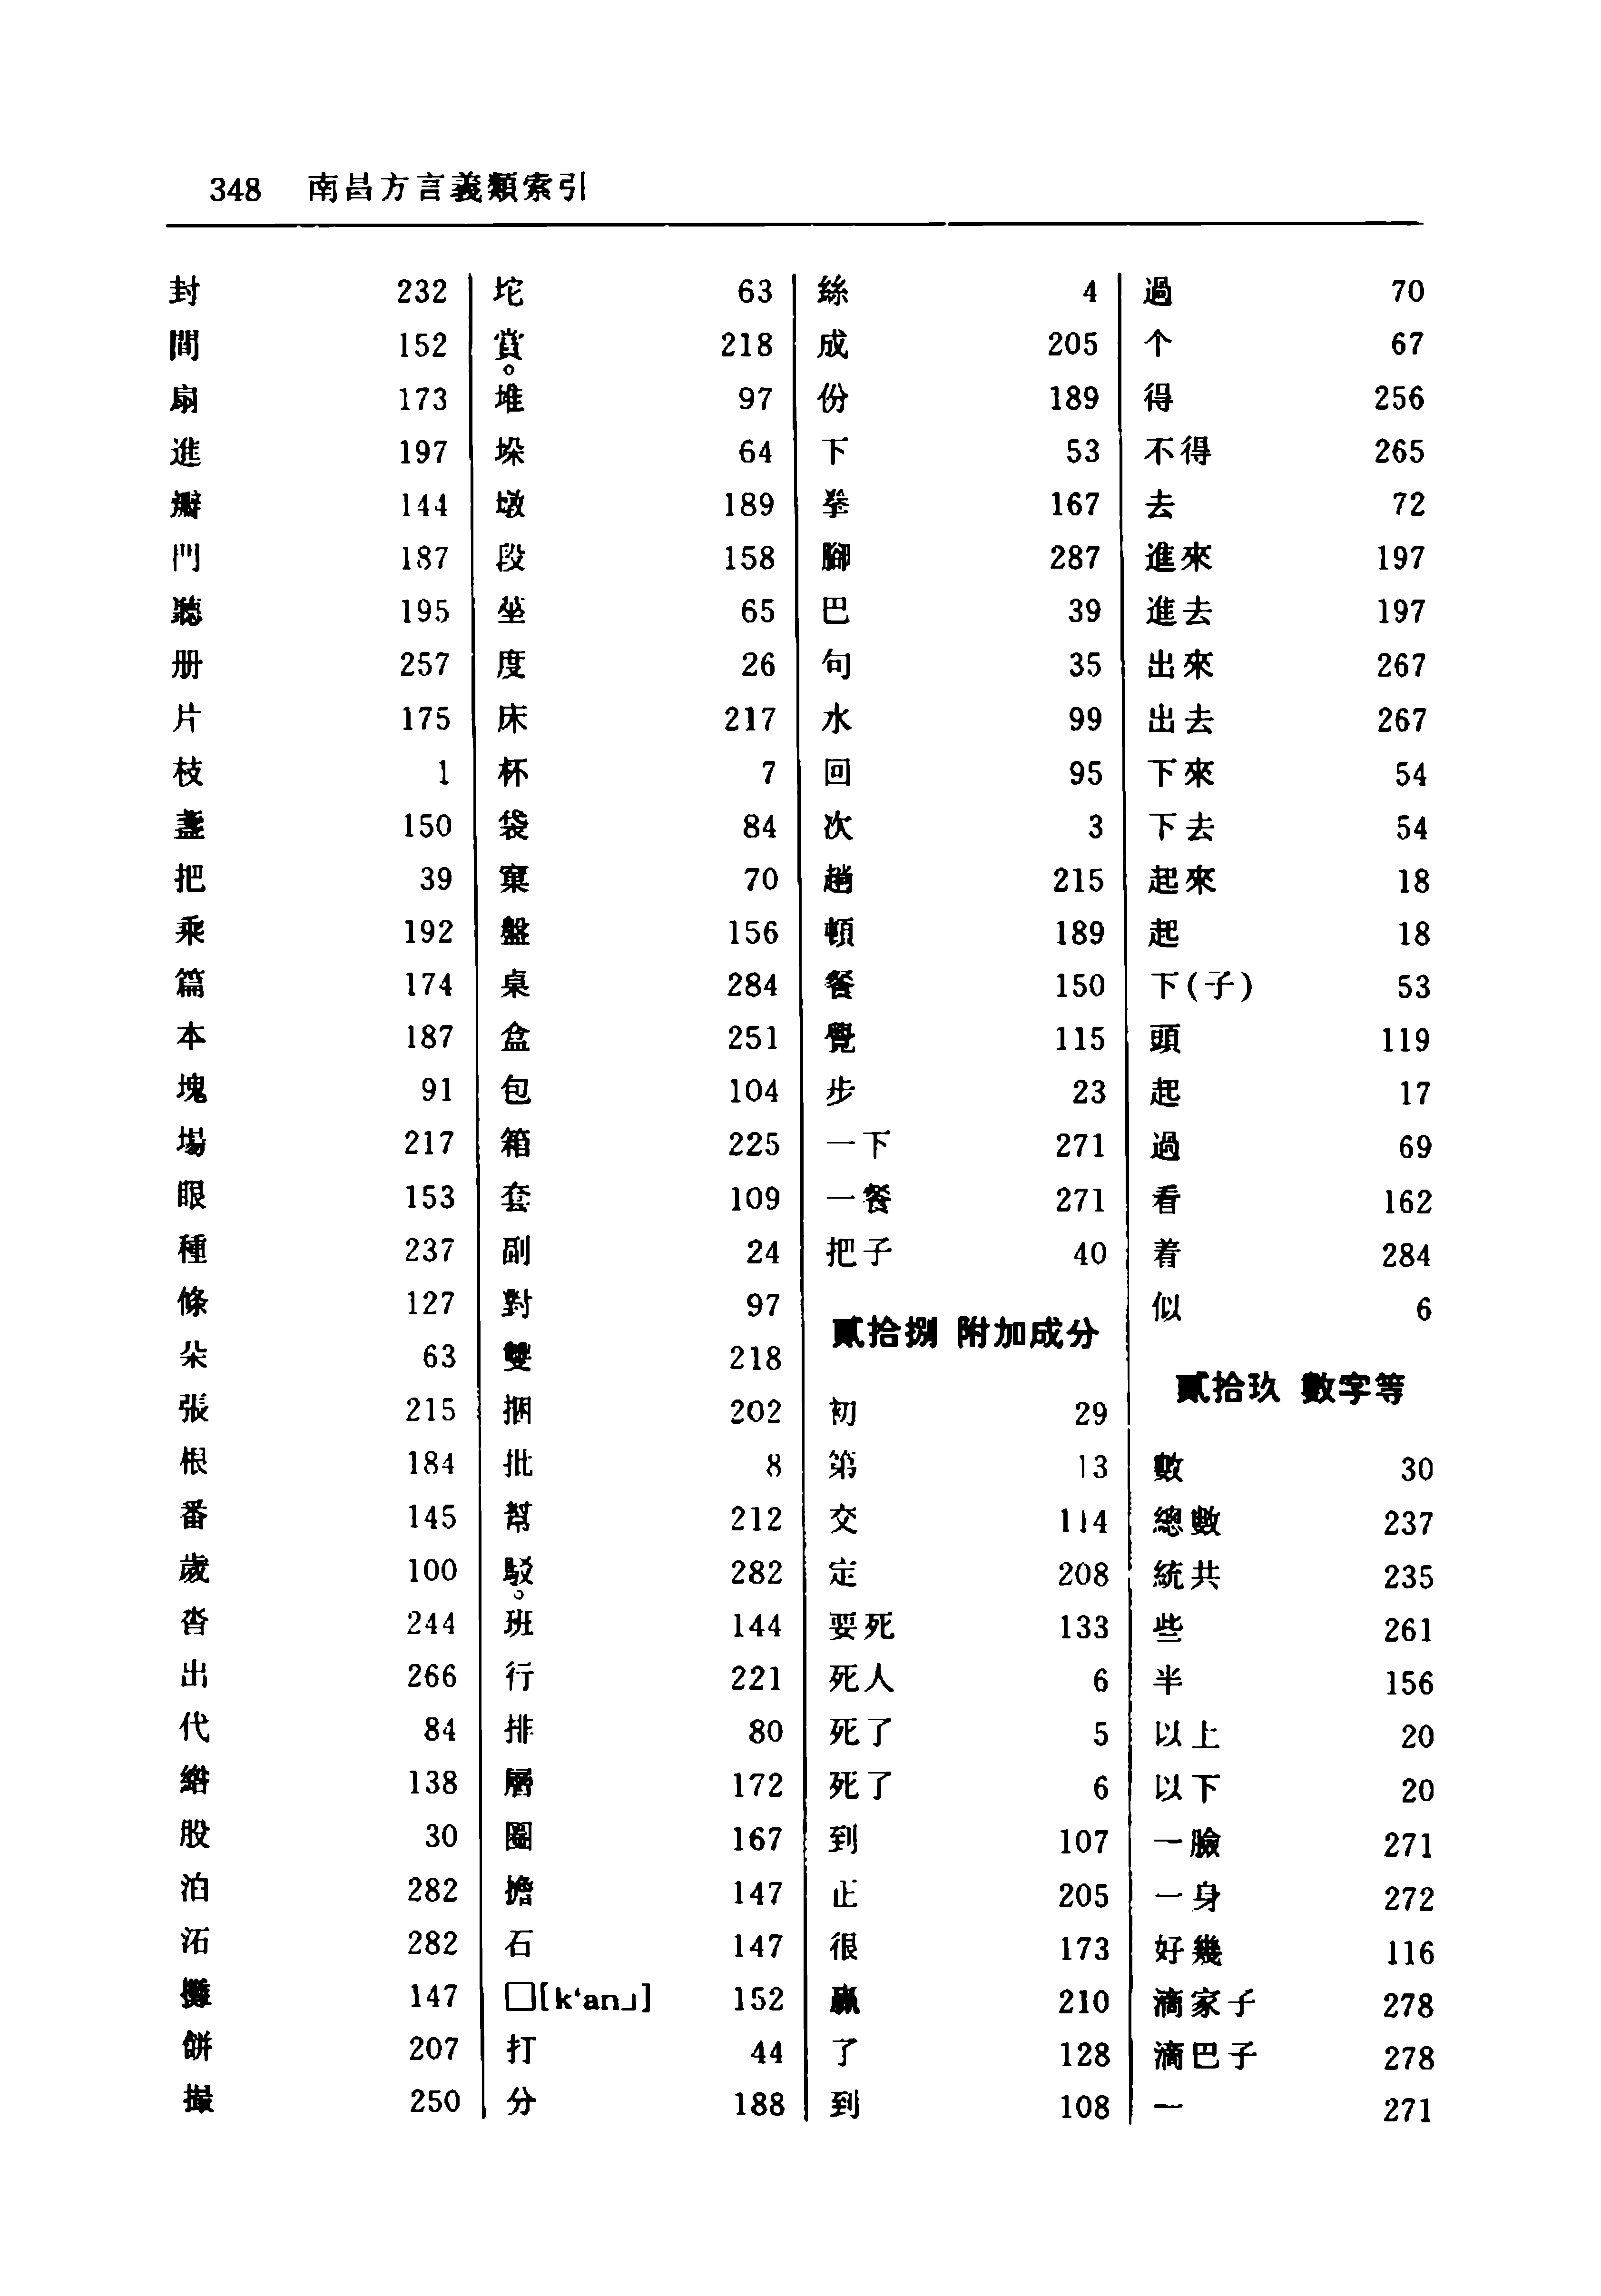 348 南昌方言義類索引
封 232
間 152
扇 173
進 197
瓣 144
門 187
聽 195
册 257
片 175
枝 1
盞 150
把 39
乘 192
篇 174
本 187
塊 91
場 217
眼 153
種 237
條 127
朵 63
張 215
根 184
番 145
歲 100
沓 244
出 266
代 84
綹 138
股 30
泊 282
沰 282
攤 147
餅 207
撮 250
坨 63
賞。 218
堆 97
垛 64
墩 189
段 158
坐 65
度 26
床 217
杯 7
袋 84
窠 70
盤 156
桌 284
盒 251
包 104
箱 225
套 109
副 24
對 97
雙 218
捆 202
批 8
幫 212
駁。 282
班 144
行 221
排 80
層 172
圈 167
擔 147
石 147
□[kʻan˩] 152
打 44
分 188
絲 4
成 205
份 189
下 53
拳 167
腳 287
巴 39
句 35
水 99
回 95
次 3
趟 215
頓 189
餐 150
覺 115
步 23
一下 271
一餐 271
把子 40
貳拾捌 附加成分
初 29
第 13
交 114
定 208
要死 133
死人 6
死了 5
死了 6
到 107
正 205
很 173
贏 210
了 128
到 108
過 70
个 67
得 256
不得 265
去 72
進來 197
進去 197
出來 267
出去 267
下來 54
下去 54
起來 18
起 18
下(子) 53
頭 119
起 17
過 69
看 162
着 284
似 6
貳拾玖 數字等
數 30
總數 237
統共 235
些 261
半 156
以上 20
以下 20
一臉 271
一身 272
好幾 116
滴家子 278
滴巴子 278
一 271